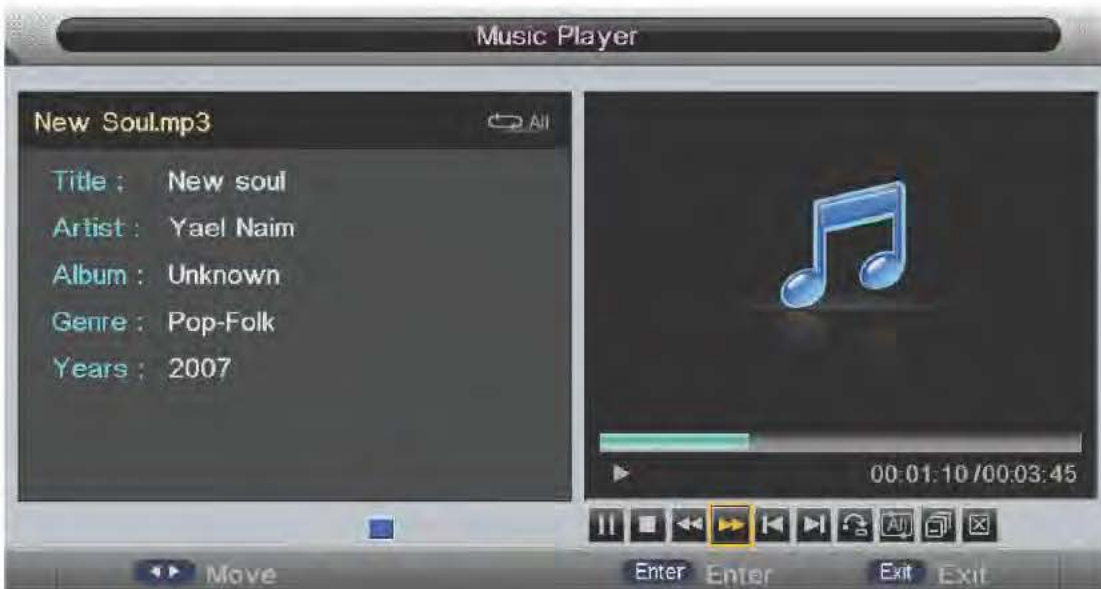 Music Player
New Soul.mp3
All
Title : New soul
Artist : Yael Naim
Album : Unknown
Genre : Pop-Folk
Years : 2007
00:01:10/00:03:45
All
Move
Enter Enter
Exit Exit